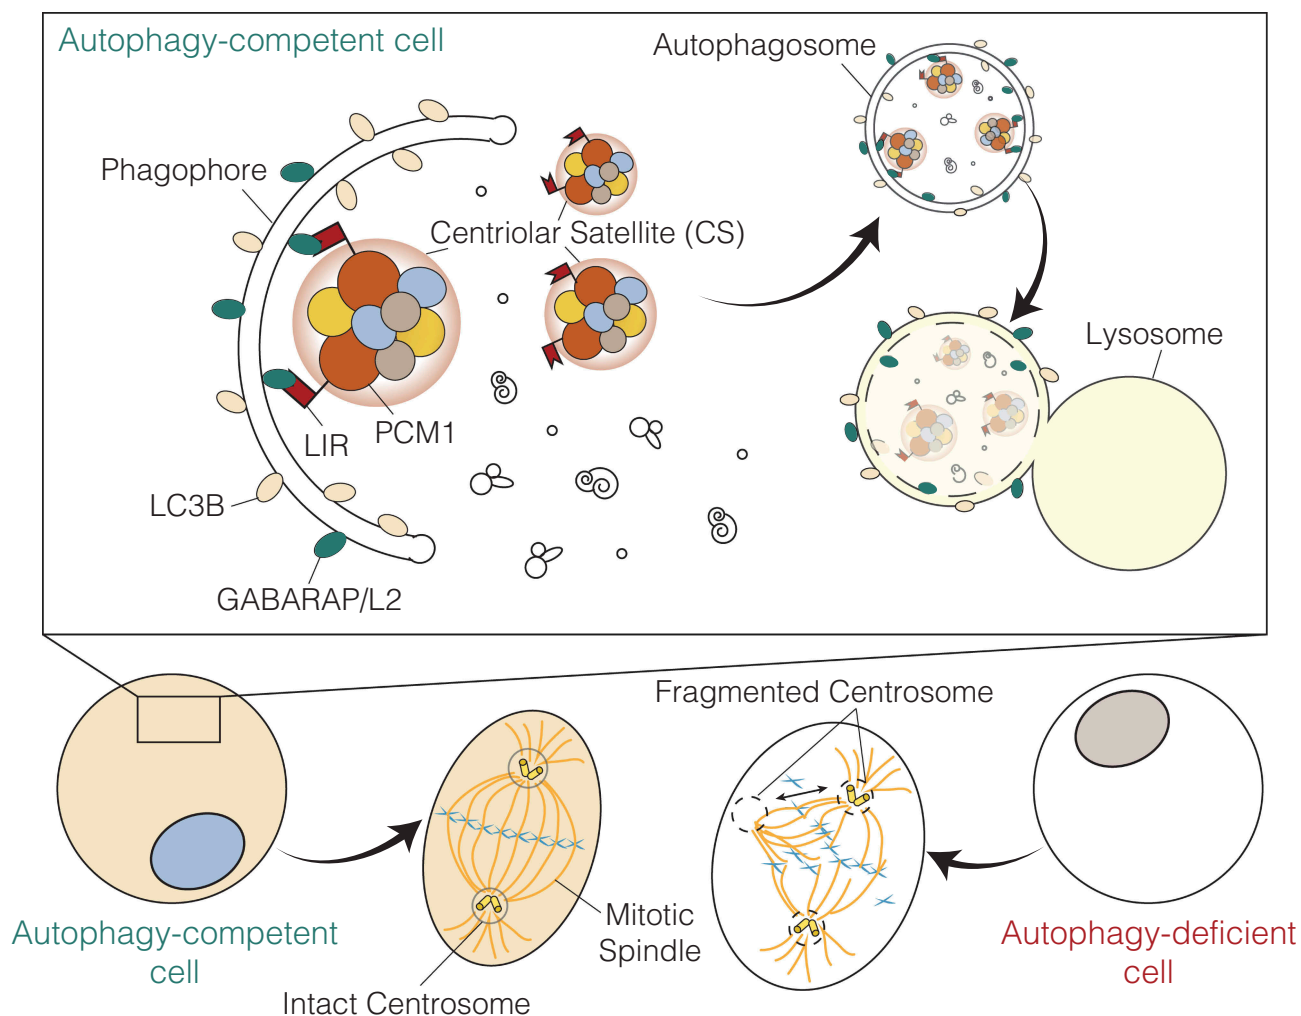 Autophagy-competent cell
Autophagosome
Phagophore
Centriolar Satellite (CS)
Lysosome
PCM1
LIR
LC3B
GABARAP/L2
Fragmented Centrosome
Mitotic
Spindle
Autophagy-competent
cell
Autophagy-deficient
cell
Intact Centrosome